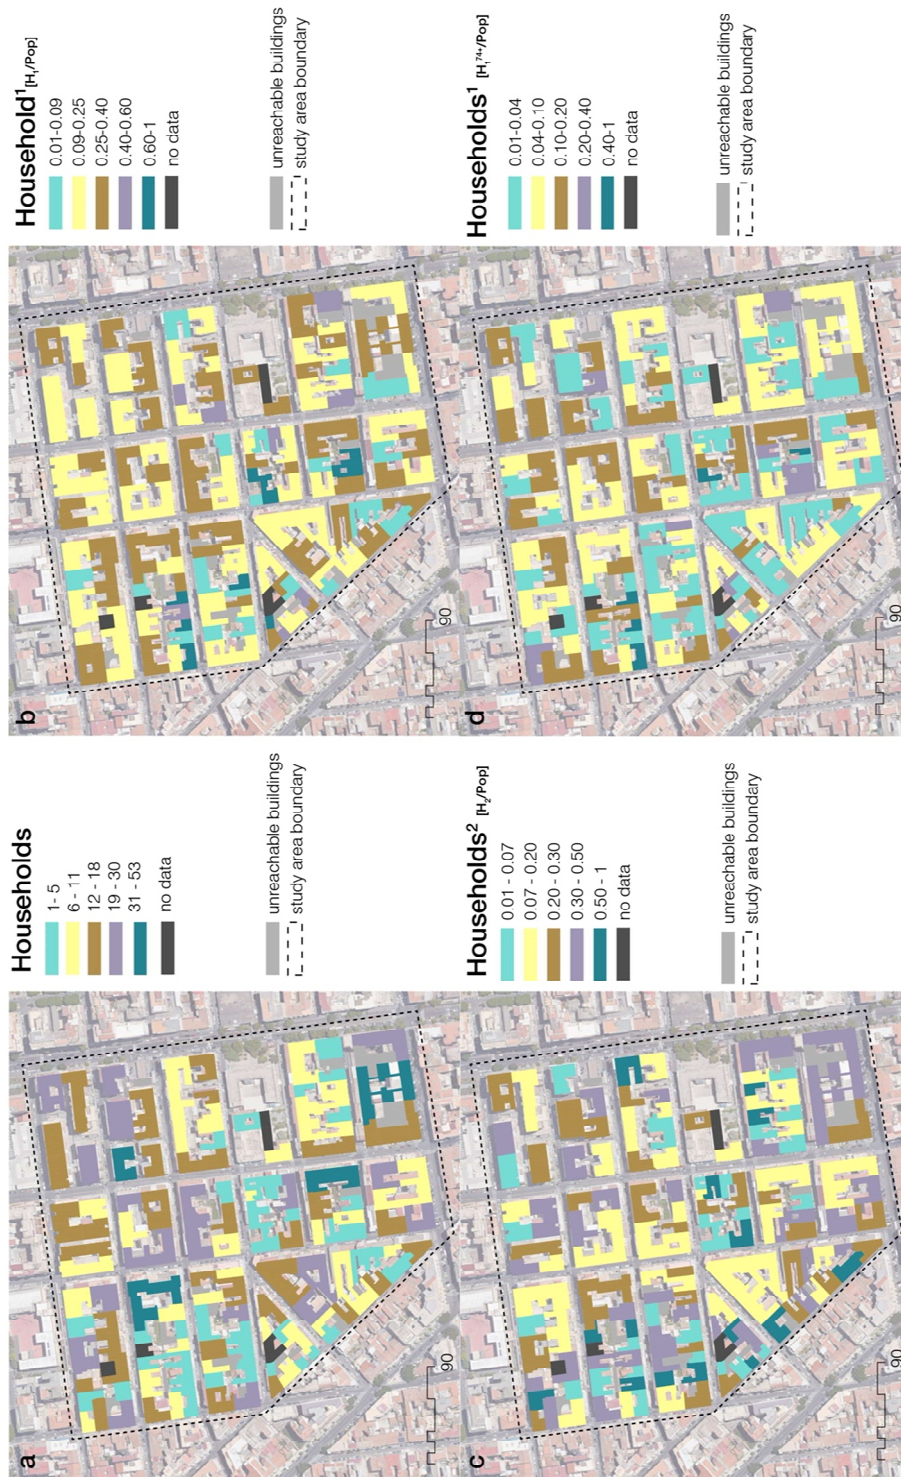 a
90
Households
1- 5
6 - 11
12 - 18
19 - 30
31 - 53
no data
unreachable buildings
study area boundary
b
90
Household¹ [H₁/Pop]
0.01-0.09
0.09-0.25
0.25-0.40
0.40-0.60
0.60-1
no data
unreachable buildings
study area boundary
c
90
Households² [H₂/Pop]
0.01 - 0.07
0.07 - 0.20
0.20 - 0.30
0.30 - 0.50
0.50 - 1
no data
unreachable buildings
study area boundary
d
90
Households¹ [H₁⁷⁴⁺/Pop]
0.01-0.04
0.04-0.10
0.10-0.20
0.20-0.40
0.40-1
no data
unreachable buildings
study area boundary